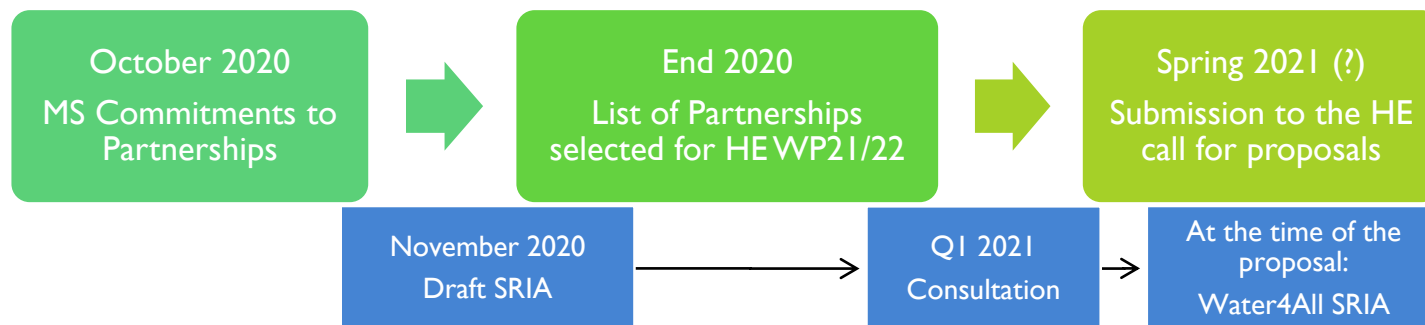 October 2020
MS Commitments to
Partnerships
End 2020
List of Partnerships
selected for HE WP21/22
Spring 2021 (?)
Submission to the HE
call for proposals
November 2020
Draft SRIA
Q1 2021
Consultation
At the time of the
proposal:
Water4All SRIA